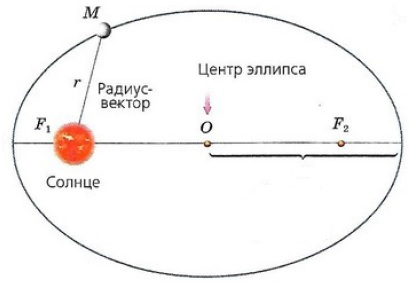 M
r
Радиус-
вектор
Центр эллипса
F₁
O
F₂
Солнце